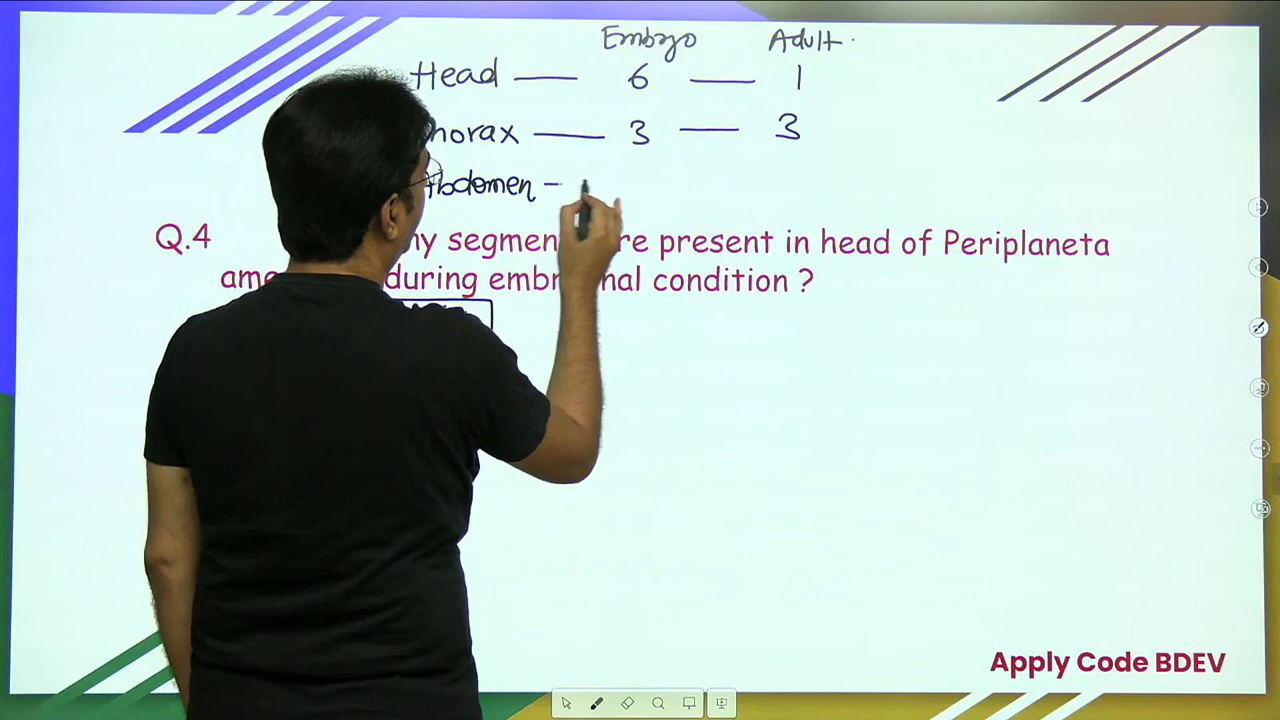 Embryo Adult
Head — 6 — 1
horax — 3 — 3
Abdomen –
Q.4 ny segmen re present in head of Periplaneta
ame during embr nal condition ?
Apply Code BDEV